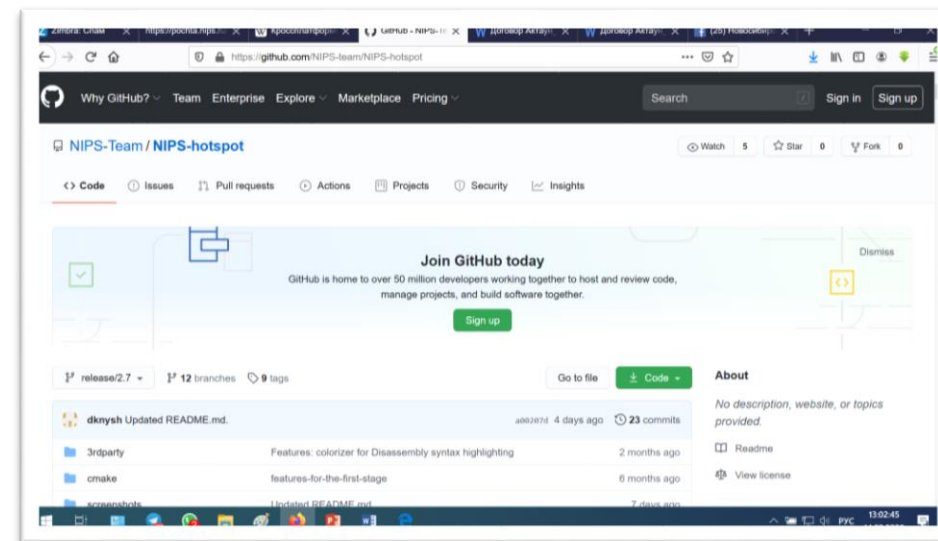 Zimbra: Спам
https://pochta.nips.ru
Кроссплатформ
GitHub - NIPS-Te
Договор Актаун
Договор Актаун
(25) Новосибирс
https://github.com/NIPS-team/NIPS-hotspot
Why GitHub? Team Enterprise Explore Marketplace Pricing Search / Sign in Sign up
NIPS-Team / NIPS-hotspot Watch 5 Star 0 Fork 0
Code Issues Pull requests Actions Projects Security Insights
Join GitHub today
Dismiss
GitHub is home to over 50 million developers working together to host and review code,
manage projects, and build software together.
Sign up
release/2.7 12 branches 9 tags Go to file Code
About
dknysh Updated README.md. 4 days ago 23 commits
No description, website, or topics
provided.
3rdparty Features: colorizer for Disassembly syntax highlighting 2 months ago
Readme
cmake features-for-the-first-stage 6 months ago
View license
screenshots Updated README.md 7 days ago
РУС 13:02:45